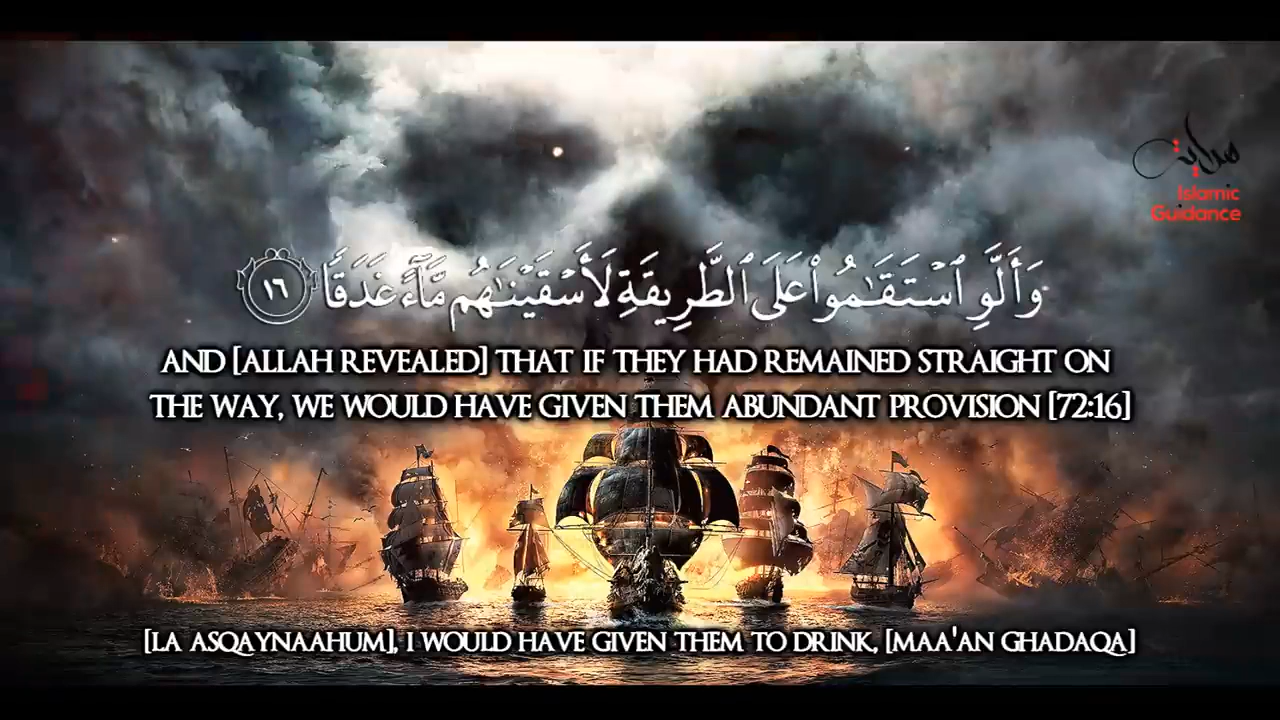 هداية
Islamic
Guidance
وَأَلَّوِ ٱسْتَقَـٰمُوا۟ عَلَى ٱلطَّرِيقَةِ لَأَسْقَيْنَـٰهُم مَّآءً غَدَقًا ١٦
AND [ALLAH REVEALED] THAT IF THEY HAD REMAINED STRAIGHT ON
THE WAY, WE WOULD HAVE GIVEN THEM ABUNDANT PROVISION [72:16]
[LA ASQAYNAAHUM], I WOULD HAVE GIVEN THEM TO DRINK, [MAA'AN GHADAQA]